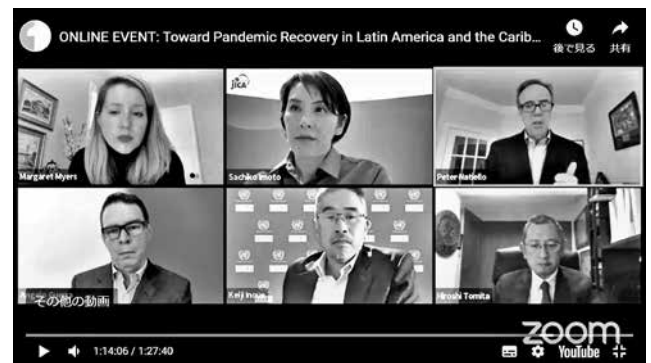 ONLINE EVENT: Toward Pandemic Recovery in Latin America and the Carib...
後で見る
共有
jICA
Margaret Myers
Sachiko Imoto
Peter Natiello
その他の動画
Keiji Inoue
Hiroshi Tomita
zoom
1:14:06 / 1:27:40
YouTube